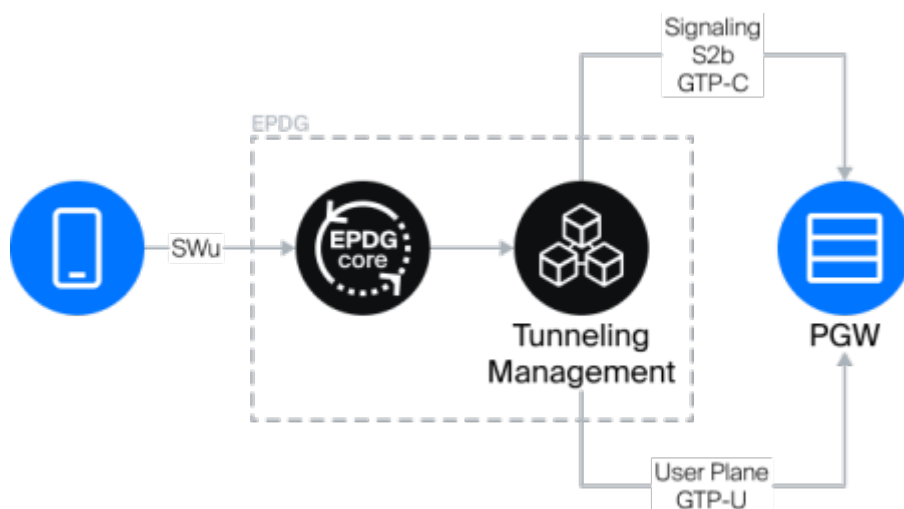 Signaling
S2b
GTP-C
EPDG
SWu
EPDG
core
Tunneling
Management
PGW
User Plane
GTP-U